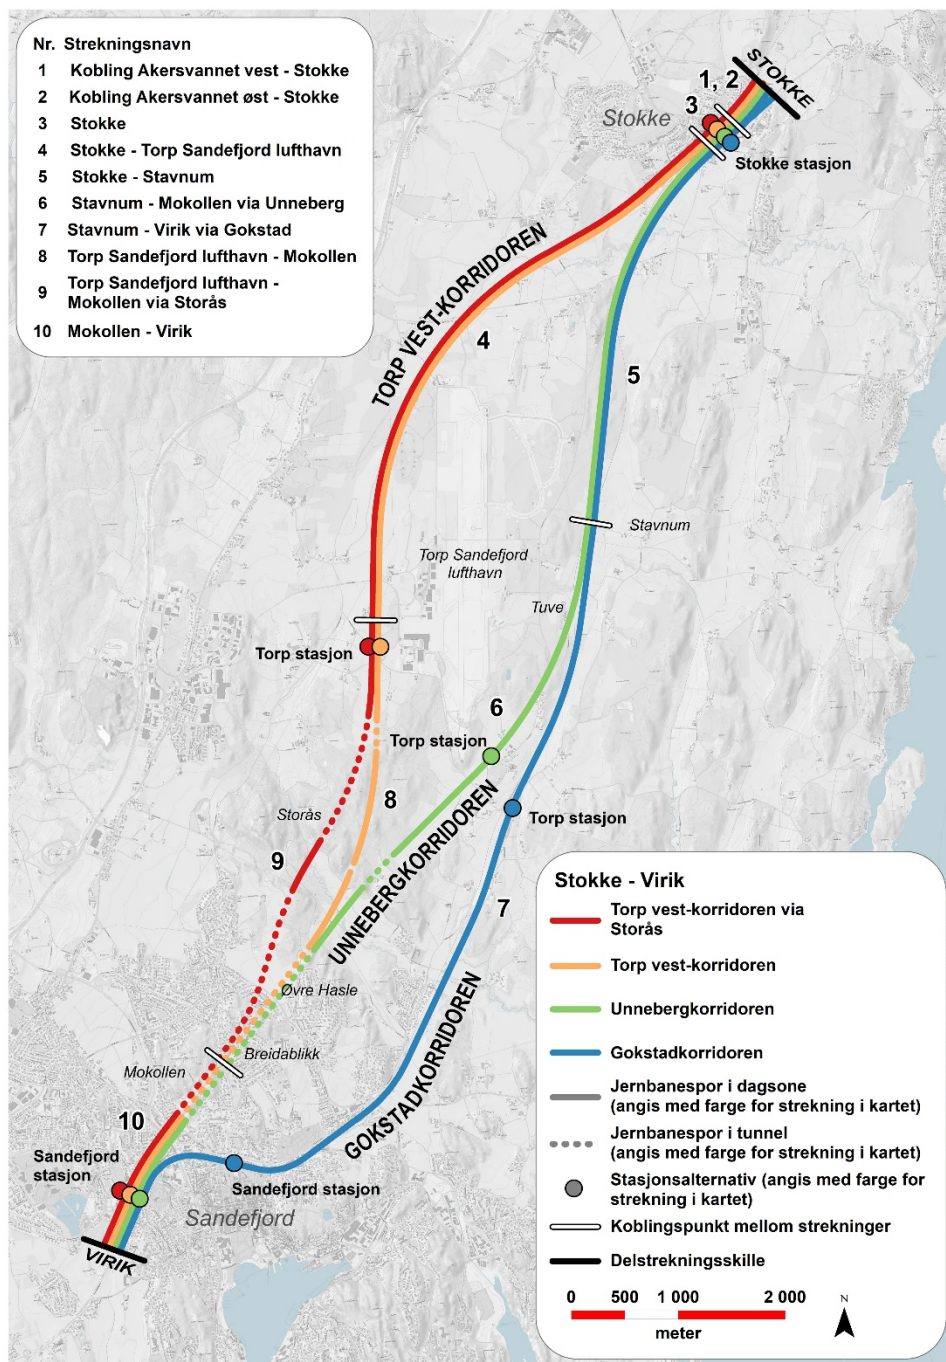 Nr. Strekningsnavn
1 Kobling Akersvannet vest - Stokke
2 Kobling Akersvannet øst - Stokke
3 Stokke
4 Stokke - Torp Sandefjord lufthavn
5 Stokke - Stavnum
6 Stavnum - Mokollen via Unneberg
7 Stavnum - Virik via Gokstad
8 Torp Sandefjord lufthavn - Mokollen
9 Torp Sandefjord lufthavn -
Mokollen via Storås
10 Mokollen - Virik
STOKKE
1, 2
3
Stokke
Stokke stasjon
TORP VEST-KORRIDOREN
4
5
Stavnum
Torp Sandefjord
lufthavn
Tuve
Torp stasjon
6
Torp stasjon
8
Storås
Torp stasjon
9
UNNEBERGKORRIDOREN
7
Øvre Hasle
GOKSTADKORRIDOREN
Breidablikk
Mokollen
10
Sandefjord
stasjon
Sandefjord stasjon
Sandefjord
VIRIK
Stokke - Virik
Torp vest-korridoren via
Storås
Torp vest-korridoren
Unnebergkorridoren
Gokstadkorridoren
Jernbanespor i dagsone
(angis med farge for strekning i kartet)
Jernbanespor i tunnel
(angis med farge for strekning i kartet)
Stasjonsalternativ (angis med farge for
strekning i kartet)
Koblingspunkt mellom strekninger
Delstrekningsskille
0 500 1 000 2 000
meter
N